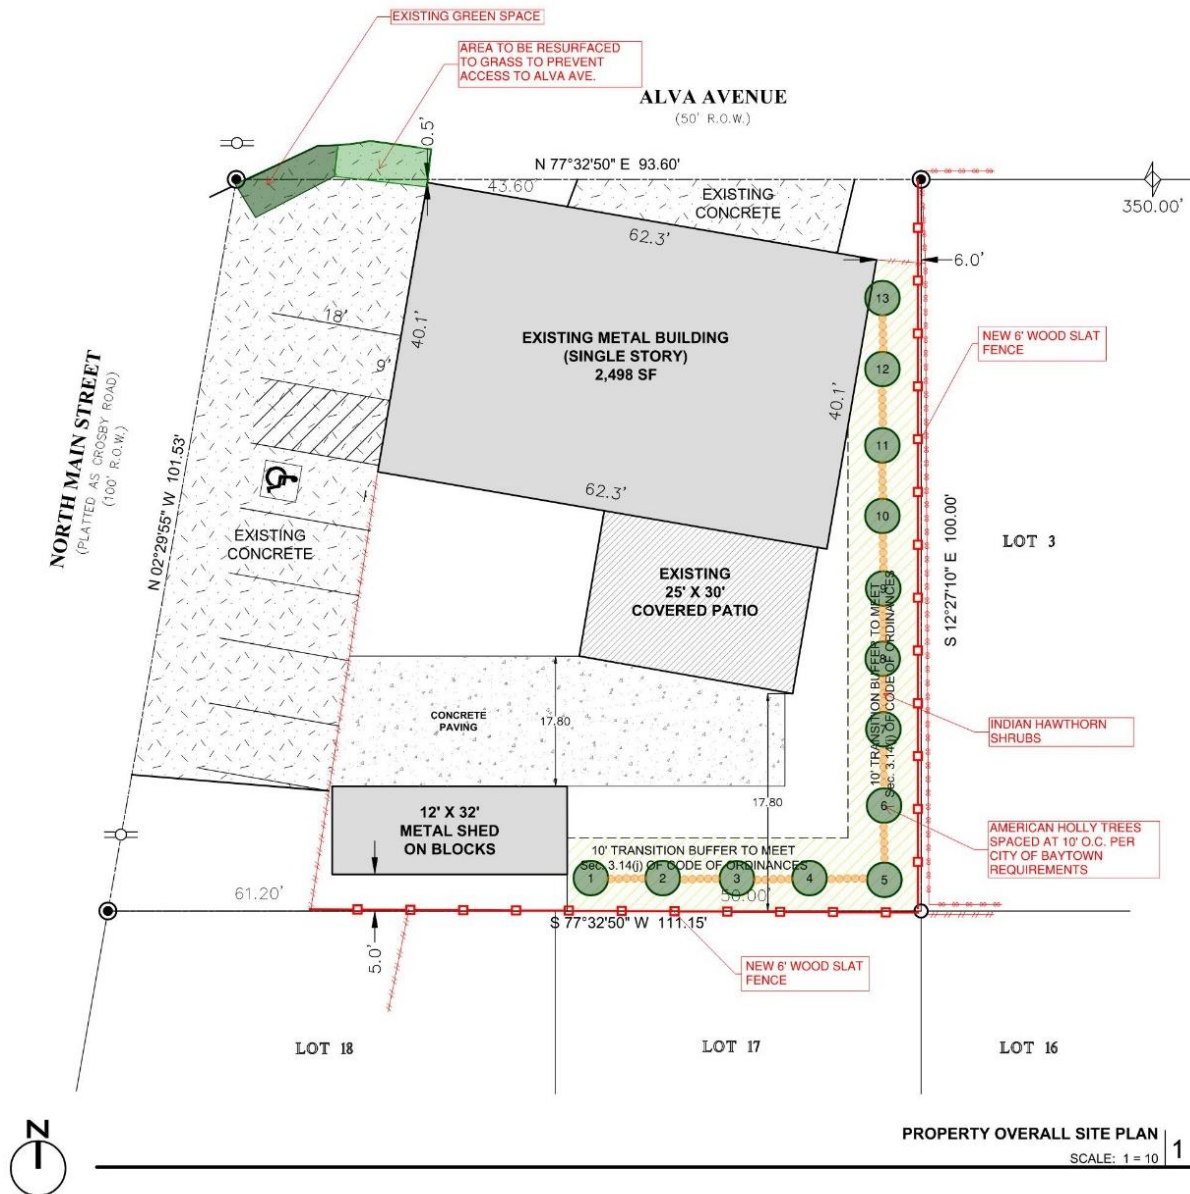 EXISTING GREEN SPACE
AREA TO BE RESURFACED
TO GRASS TO PREVENT
ACCESS TO ALVA AVE.
ALVA AVENUE
(50' R.O.W.)
0.5'
N 77°32'50" E 93.60'
43.60'
EXISTING
CONCRETE
350.00'
62.3'
6.0'
13
18'
40.1'
EXISTING METAL BUILDING
(SINGLE STORY)
2,498 SF
NEW 6' WOOD SLAT
FENCE
9'
12
40.1'
NORTH MAIN STREET
(PLATTED AS CROSBY ROAD)
(100' R.O.W.)
N 02°29'55" W 101.53'
11
62.3'
10
EXISTING
CONCRETE
LOT 3
S 12°27'10" E 100.00'
EXISTING
25' X 30'
COVERED PATIO
9
10' TRANSITION BUFFER TO MEET
Sec. 3.14(j) OF CODE OF ORDINANCES
8
7
CONCRETE
PAVING
17.80
INDIAN HAWTHORN
SHRUBS
17.80
6
12' X 32'
METAL SHED
ON BLOCKS
AMERICAN HOLLY TREES
SPACED AT 10' O.C. PER
CITY OF BAYTOWN
REQUIREMENTS
10' TRANSITION BUFFER TO MEET
Sec. 3.14(j) OF CODE OF ORDINANCES
1
2
3
4
5
61.20'
50.00'
S 77°32'50" W 111.15'
5.0'
NEW 6' WOOD SLAT
FENCE
LOT 18
LOT 17
LOT 16
N
PROPERTY OVERALL SITE PLAN
SCALE: 1 = 10
1